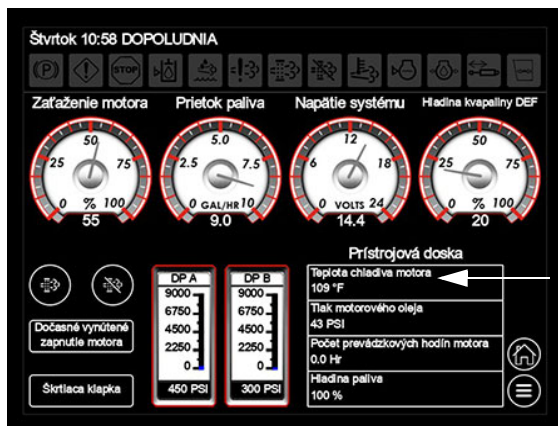 Štvrtok 10:58 DOPOLUDNIA
(P) STOP
Zaťaženie motora Prietok paliva Napätie systému Hladina kvapaliny DEF
50 5.0 12 50
25 75 2.5 7.5 6 18 25 75
0 % 100 0 GAL/HR 10 0 VOLTS 24 0 % 100
55 9.0 14.4 20
Prístrojová doska
DP A DP B
9000 9000
6750 6750
4500 4500
2250 2250
0 0
450 PSI 300 PSI
Teplota chladiva motora
109 °F
Tlak motorového oleja
43 PSI
Počet prevádzkových hodín motora
0.0 Hr
Hladina paliva
100 %
Dočasné vynútené
zapnutie motora
Škrtiaca klapka